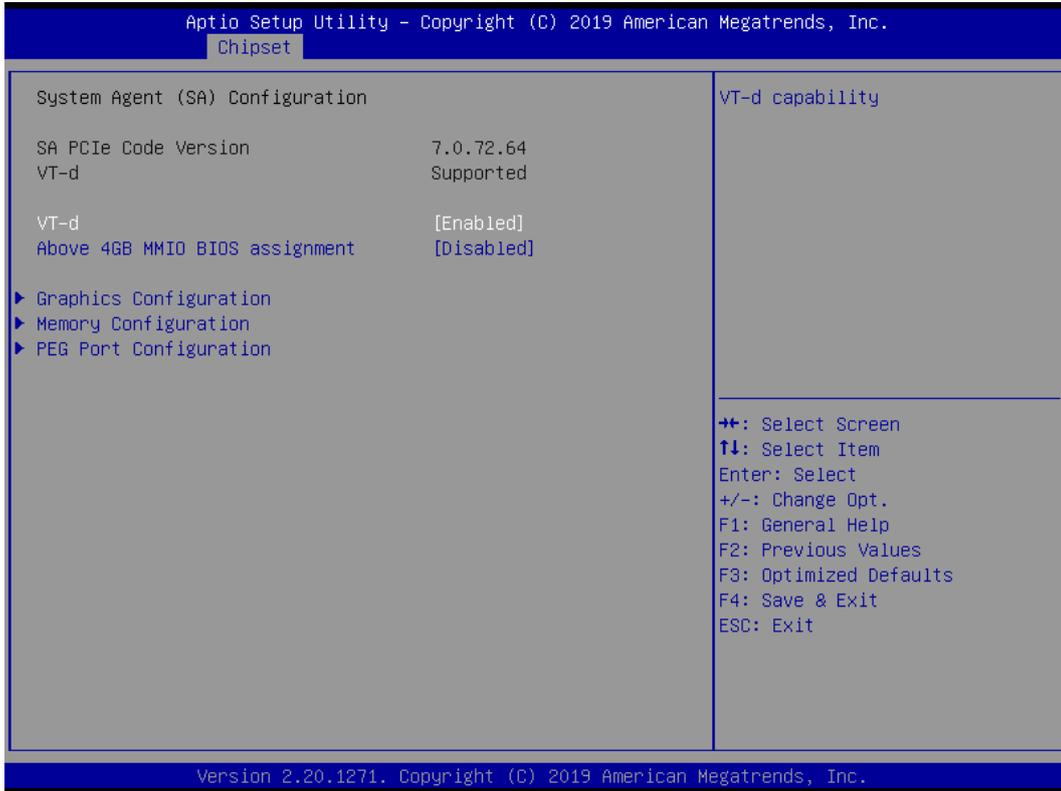 Aptio Setup Utility – Copyright (C) 2019 American Megatrends, Inc.
Chipset
System Agent (SA) Configuration
SA PCIe Code Version 7.0.72.64
VT-d Supported
VT-d [Enabled]
Above 4GB MMIO BIOS assignment [Disabled]
Graphics Configuration
Memory Configuration
PEG Port Configuration
VT-d capability
→←: Select Screen
↑↓: Select Item
Enter: Select
+/-: Change Opt.
F1: General Help
F2: Previous Values
F3: Optimized Defaults
F4: Save & Exit
ESC: Exit
Version 2.20.1271. Copyright (C) 2019 American Megatrends, Inc.